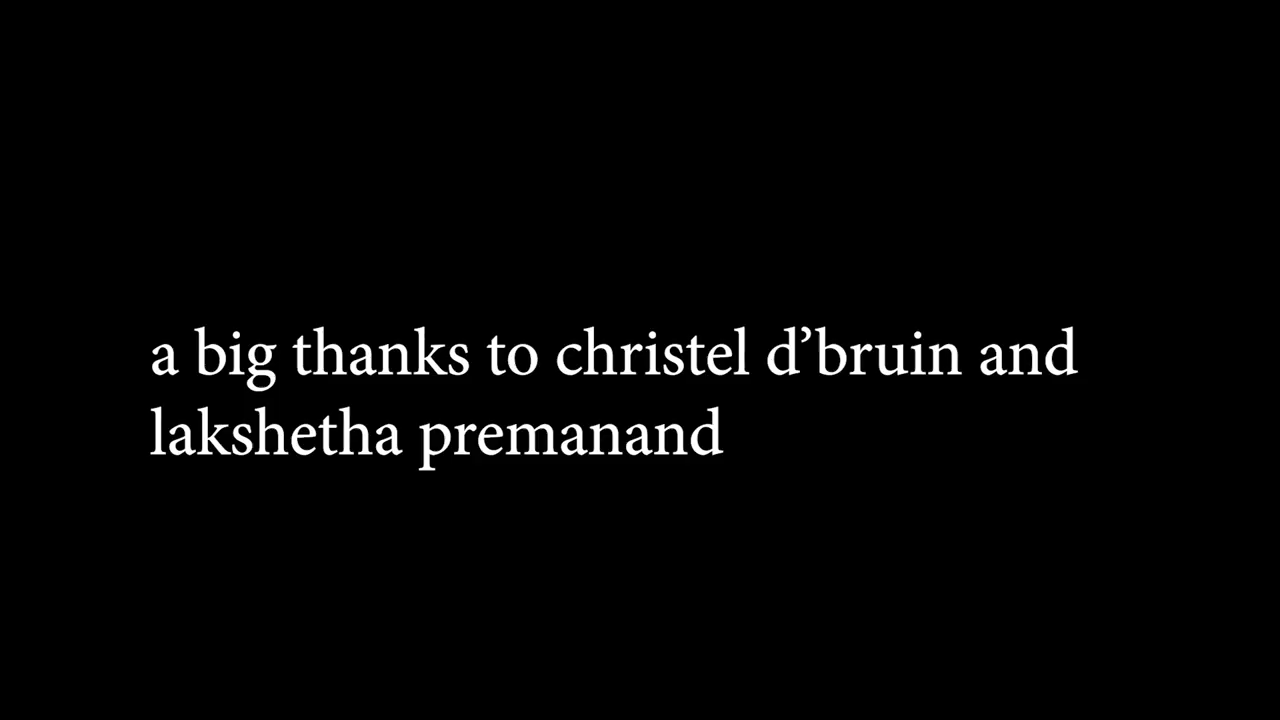 a big thanks to christel d’bruin and
lakshetha premanand